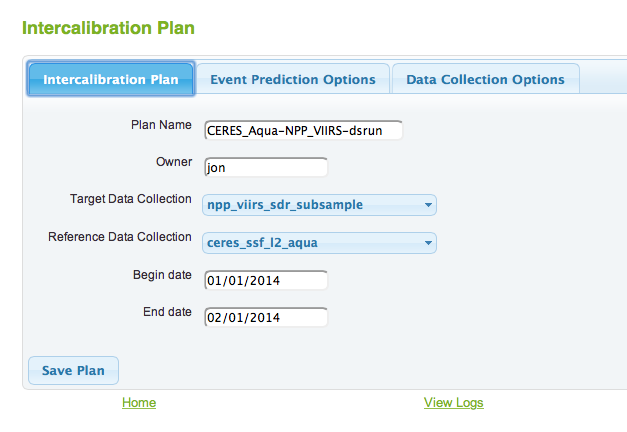 Intercalibration Plan
Intercalibration Plan Event Prediction Options Data Collection Options
Plan Name CERES_Aqua-NPP_VIIRS-dsrun
Owner jon
Target Data Collection npp_viirs_sdr_subsample
Reference Data Collection ceres_ssf_l2_aqua
Begin date 01/01/2014
End date 02/01/2014
Save Plan
Home View Logs